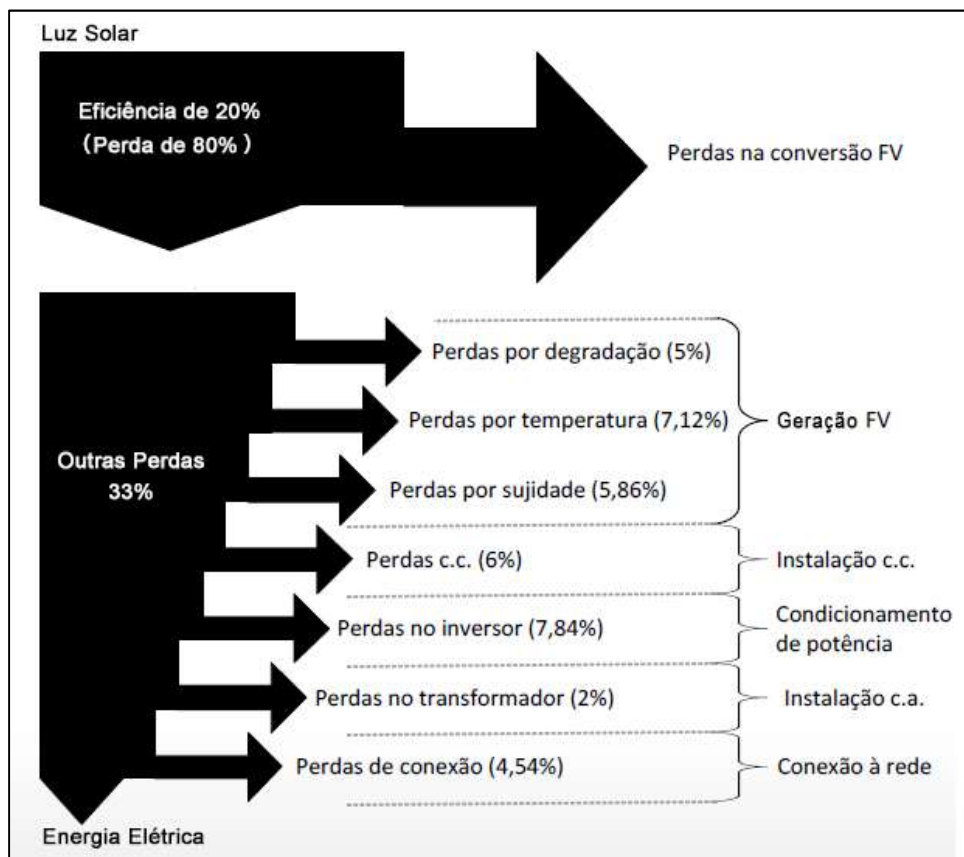 Luz Solar
Eficiência de 20%
(Perda de 80% )
Perdas na conversão FV
Perdas por degradação (5%)
Perdas por temperatura (7,12%)
Geração FV
Outras Perdas
33%
Perdas por sujidade (5,86%)
Perdas c.c. (6%)
Instalação c.c.
Perdas no inversor (7,84%)
Condicionamento
de potência
Perdas no transformador (2%)
Instalação c.a.
Perdas de conexão (4,54%)
Conexão à rede
Energia Elétrica